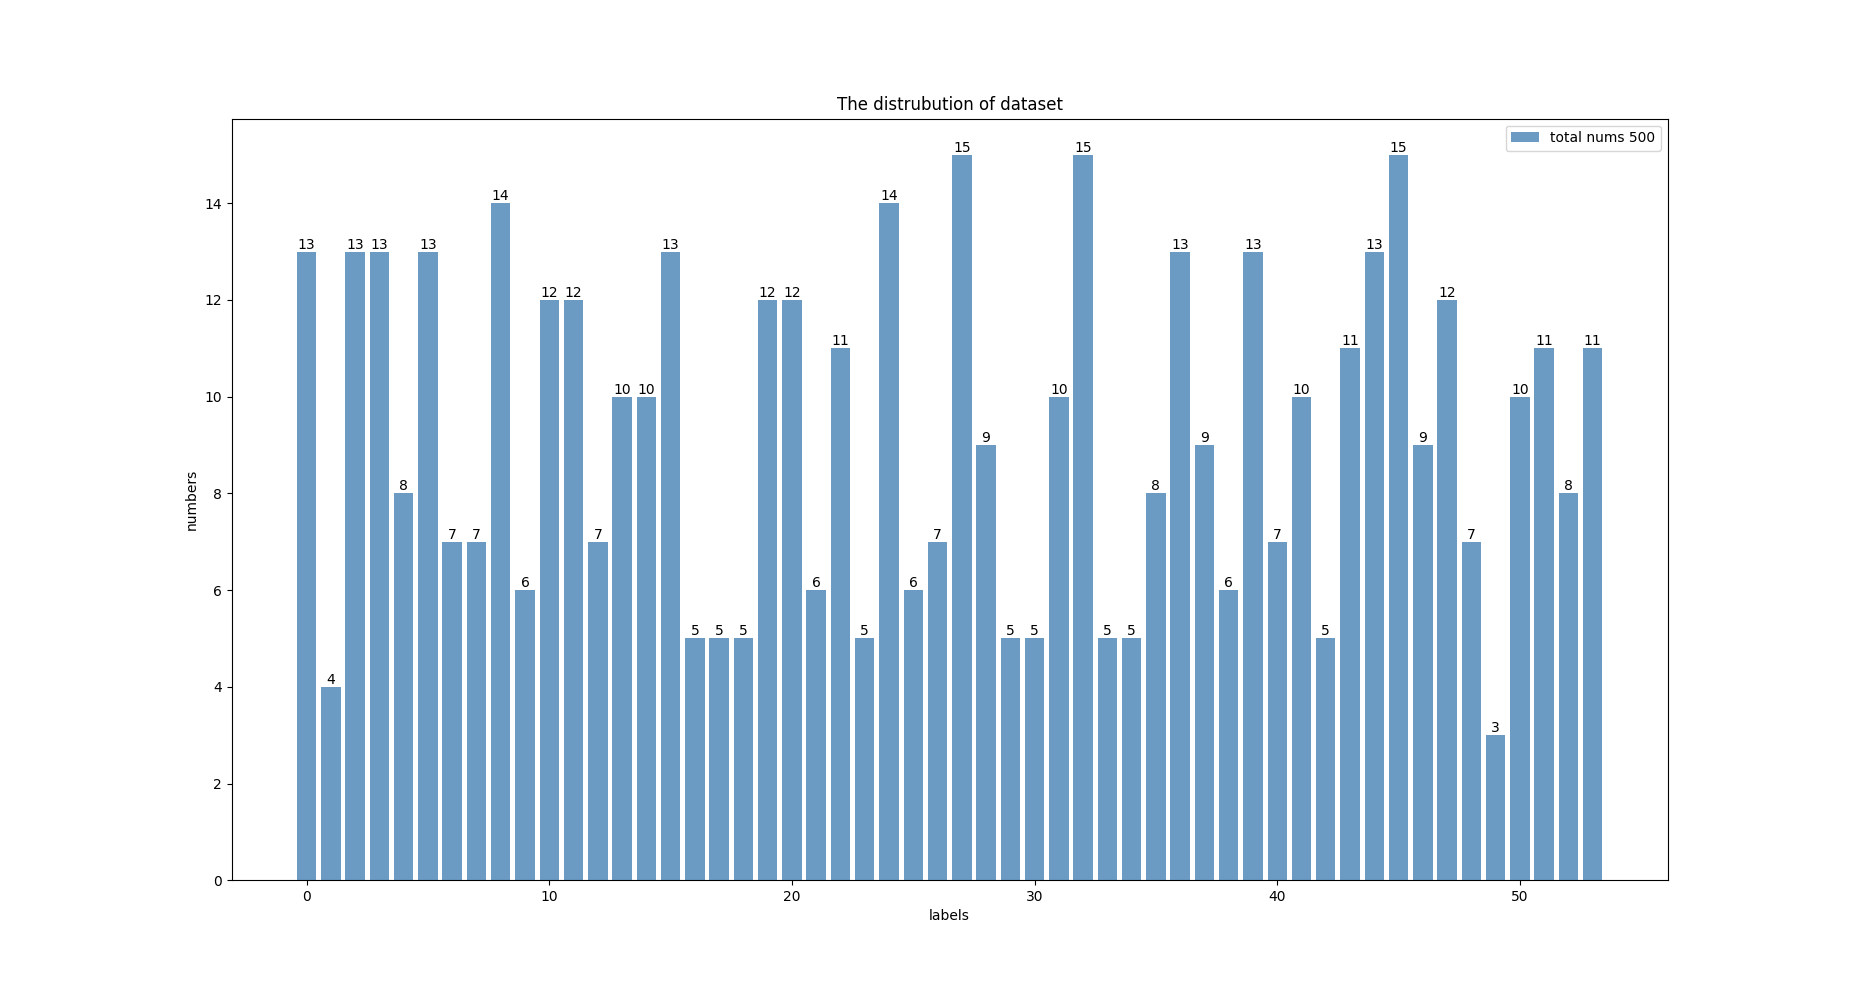 The distrubution of dataset
total nums 500
15 15 15
14 14
14
13 13 13 13 13 13 13 13
12 12 12 12 12
12
11 11 11 11
10 10 10 10 10
10
9 9 9
8 8 8
8
7 7 7 7 7 7
6 6 6 6
6
5 5 5 5 5 5 5 5 5
4
4
3
2
0
numbers
0 10 20 30 40 50
labels